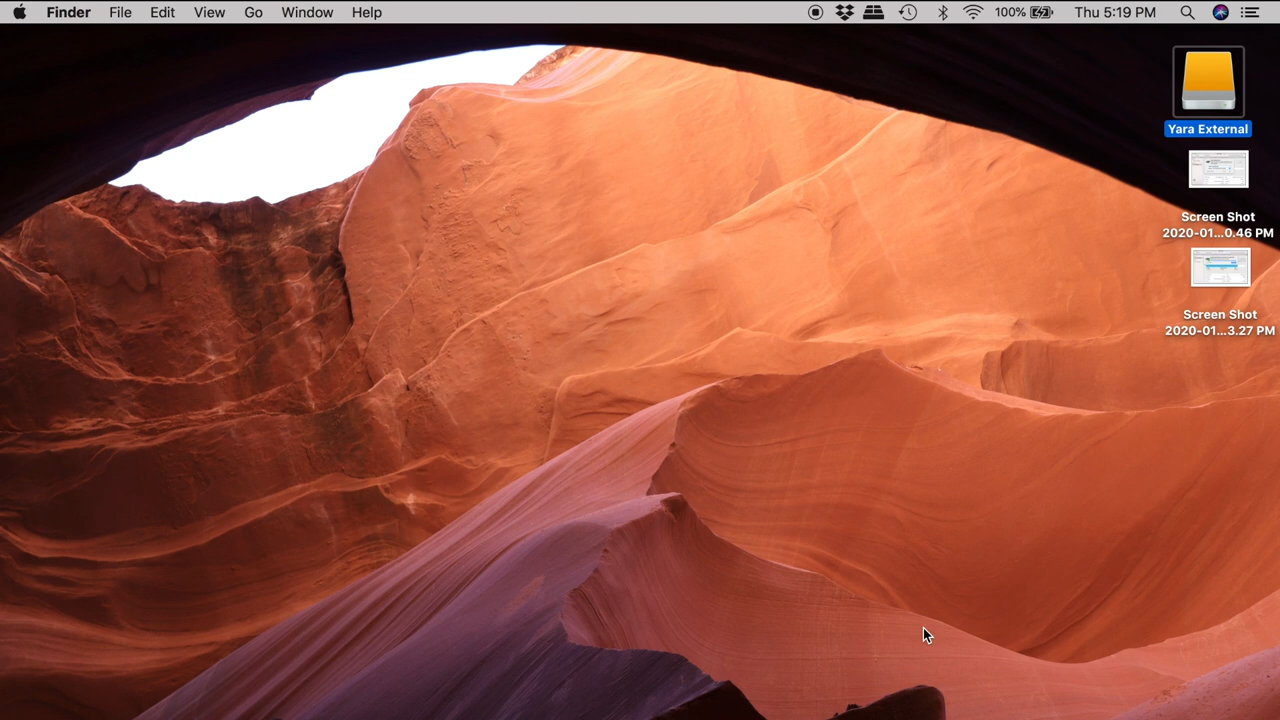 Finder File Edit View Go Window Help 100% Thu 5:19 PM
Yara External
Screen Shot
2020-01...0.46 PM
Screen Shot
2020-01...3.27 PM